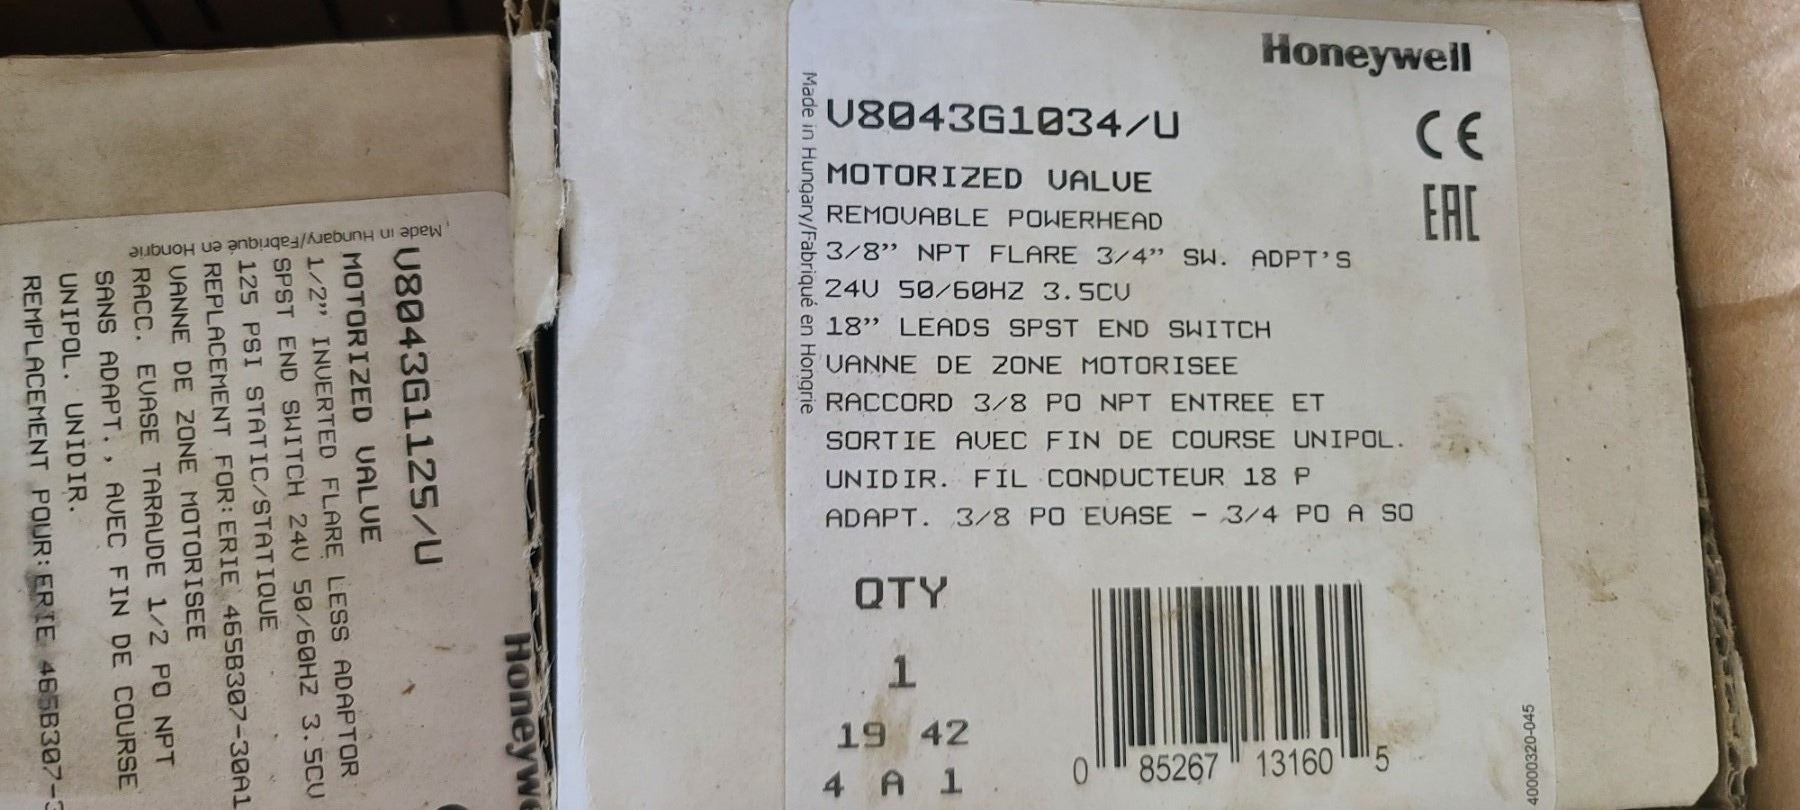 Made in Hungary/Fabriqué en Hongrie
V8043G1125/U
MOTORIZED VALVE
1/2" INVERTED FLARE LESS ADAPTOR
SPST END SWITCH 24V 50/60HZ 3.5CV
125 PSI STATIC/STATIQUE
REPLACEMENT FOR:ERIE 465B307-30A1
VANNE DE ZONE MOTORISEE
RACC. EVASE TARAUDE 1/2 PO NPT
SANS ADAPT., AVEC FIN DE COURSE
UNIPOL. UNIDIR.
REMPLACEMENT POUR:ERIE 465B307-
Honeywe
Honeywell
Made in Hungary/Fabriqué en Hongrie
V8043G1034/U
MOTORIZED VALVE
REMOVABLE POWERHEAD
3/8" NPT FLARE 3/4" SW. ADPT'S
24V 50/60HZ 3.5CV
18" LEADS SPST END SWITCH
VANNE DE ZONE MOTORISEE
RACCORD 3/8 PO NPT ENTREE ET
SORTIE AVEC FIN DE COURSE UNIPOL.
UNIDIR. FIL CONDUCTEUR 18 P
ADAPT. 3/8 PO EVASE - 3/4 PO A SO
CE
EAC
QTY
1
19 42
4 A 1
0 85267 13160 5
40000320-045